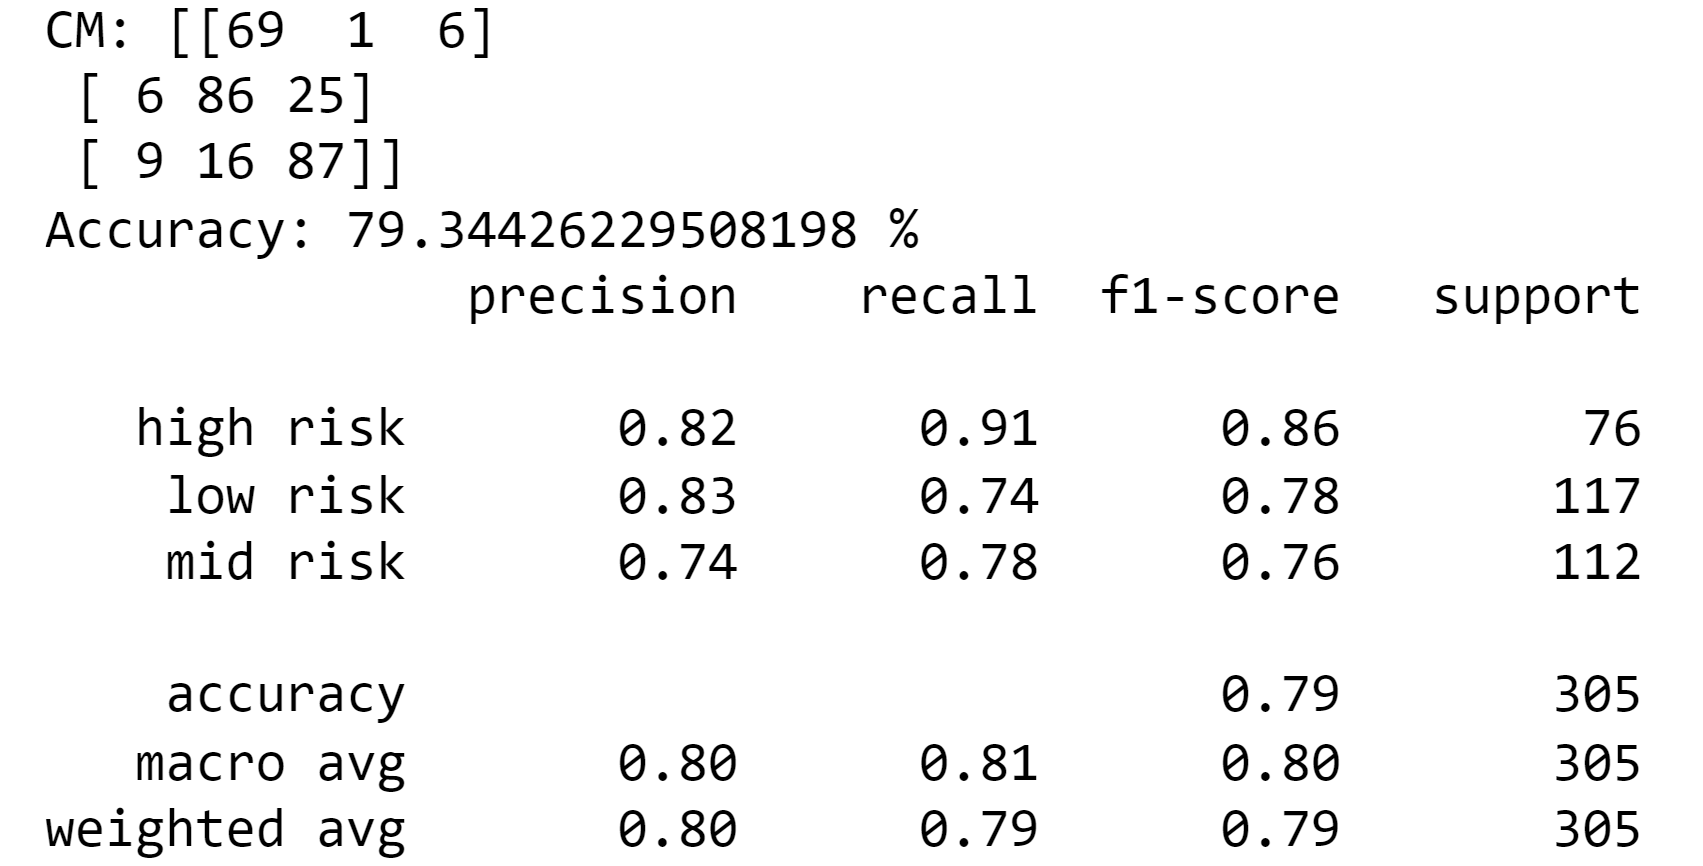 CM: [[69  1  6]
 [ 6 86 25]
 [ 9 16 87]]
Accuracy: 79.34426229508198 %
              precision    recall  f1-score   support

   high risk       0.82      0.91      0.86        76
    low risk       0.83      0.74      0.78       117
    mid risk       0.74      0.78      0.76       112

    accuracy                           0.79       305
   macro avg       0.80      0.81      0.80       305
weighted avg       0.80      0.79      0.79       305